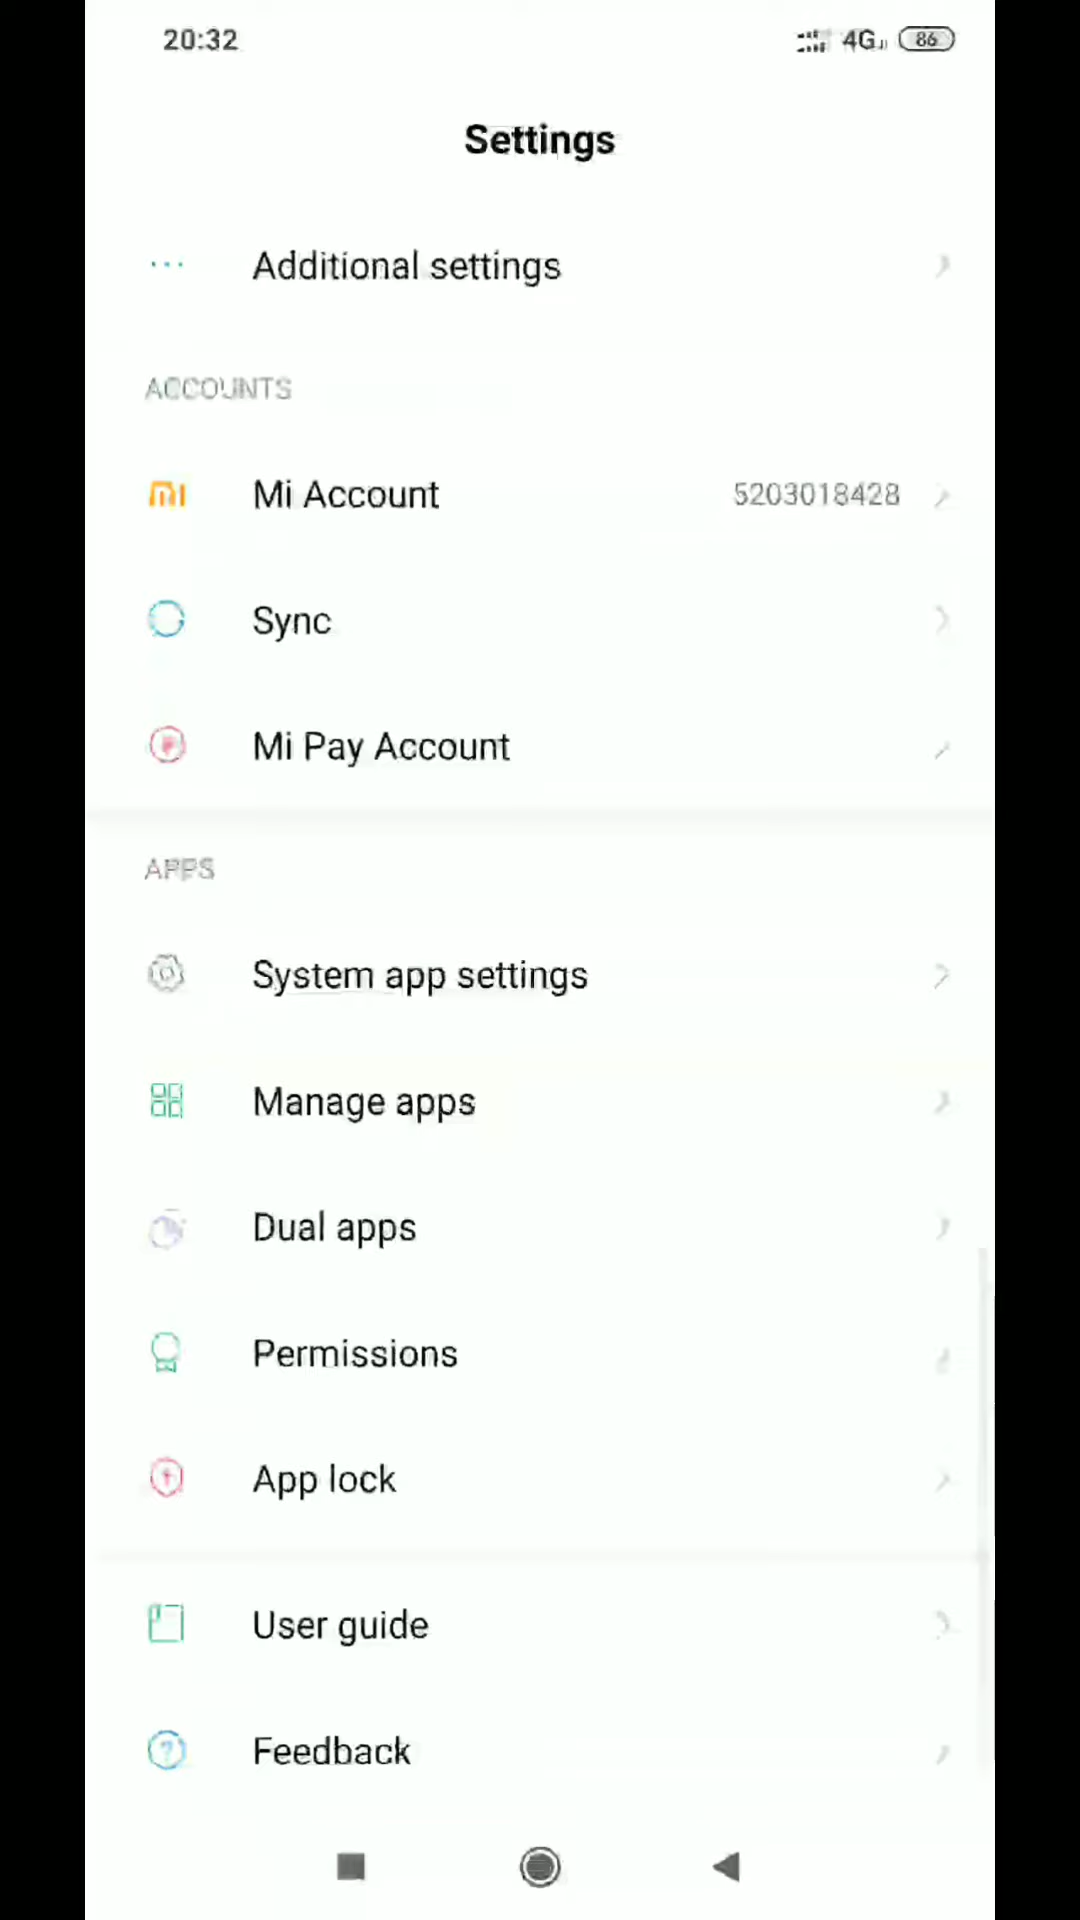 20:32
4G
86
Settings
Additional settings
ACCOUNTS
Mi Account
5203018428
Sync
Mi Pay Account
APPS
System app settings
Manage apps
Dual apps
Permissions
App lock
User guide
Feedback